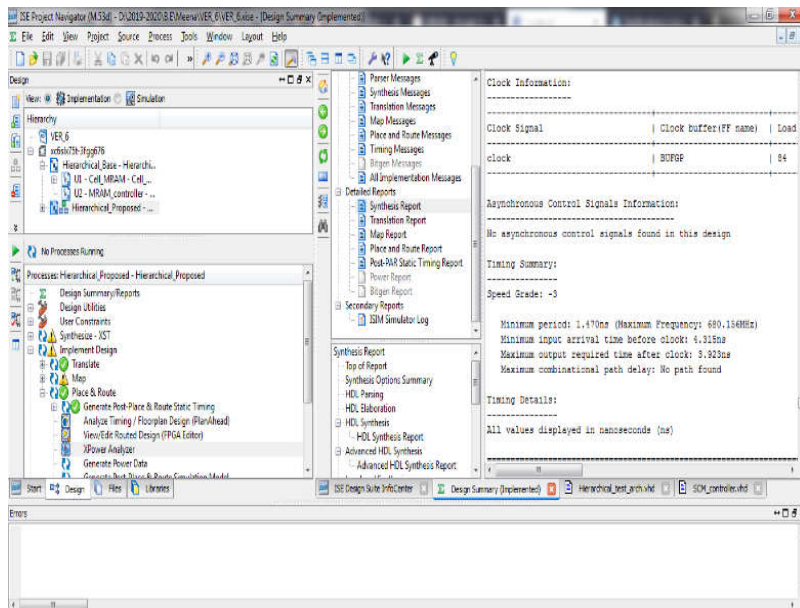 ISE Project Navigator (M.53d) - D:\2019-2020\B.E\Meena\VER_6\VER_6.xise - [Design Summary (Implemented)]
File Edit View Project Source Process Tools Window Layout Help
Design
View: Implementation Simulation
Hierarchy
VER_6
xc6slx75t-3fgg676
Hierarchical_Base - Hierarchi...
U1 - Cell_MRAM - Cell_...
U2 - MRAM_controller - ...
Hierarchical_Proposed - ...
No Processes Running
Processes: Hierarchical_Proposed - Hierarchical_Proposed
Design Summary/Reports
Design Utilities
User Constraints
Synthesize - XST
Implement Design
Translate
Map
Place & Route
Generate Post-Place & Route Static Timing
Analyze Timing / Floorplan Design (PlanAhead)
View/Edit Routed Design (FPGA Editor)
XPower Analyzer
Generate Power Data
Generate Post-Place & Route Simulation Model
Start Design Files Libraries
Parser Messages
Synthesis Messages
Translation Messages
Map Messages
Place and Route Messages
Timing Messages
Bitgen Messages
All Implementation Messages
Detailed Reports
Synthesis Report
Translation Report
Map Report
Place and Route Report
Post-PAR Static Timing Report
Power Report
Bitgen Report
Secondary Reports
ISIM Simulator Log
Synthesis Report
Top of Report
Synthesis Options Summary
HDL Parsing
HDL Elaboration
HDL Synthesis
HDL Synthesis Report
Advanced HDL Synthesis
Advanced HDL Synthesis Report
Clock Information:
------------------
Clock Signal | Clock buffer(FF name) | Load
clock | BUFGP | 84
Asynchronous Control Signals Information:
----------------------------------------
No asynchronous control signals found in this design
Timing Summary:
---------------
Speed Grade: -3
Minimum period: 1.470ns (Maximum Frequency: 680.156MHz)
Minimum input arrival time before clock: 4.315ns
Maximum output required time after clock: 3.923ns
Maximum combinational path delay: No path found
Timing Details:
---------------
All values displayed in nanoseconds (ns)
ISE Design Suite InfoCenter Design Summary (Implemented) Hierarchical_test_arch.vhd SCM_controller.vhd
Errors